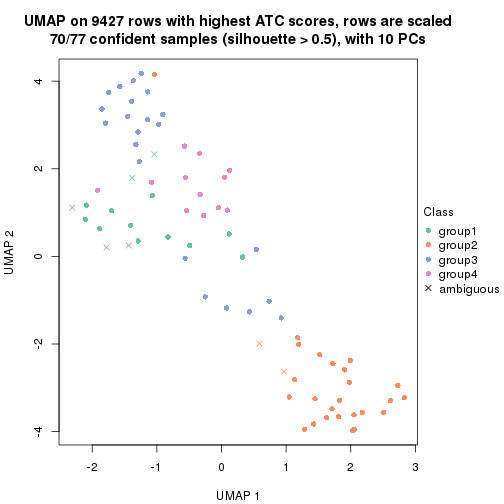 UMAP on 9427 rows with highest ATC scores, rows are scaled
70/77 confident samples (silhouette > 0.5), with 10 PCs
4
2
0
-2
-4
UMAP 2
-2
-1
0
1
2
3
UMAP 1
Class
group1
group2
group3
group4
ambiguous